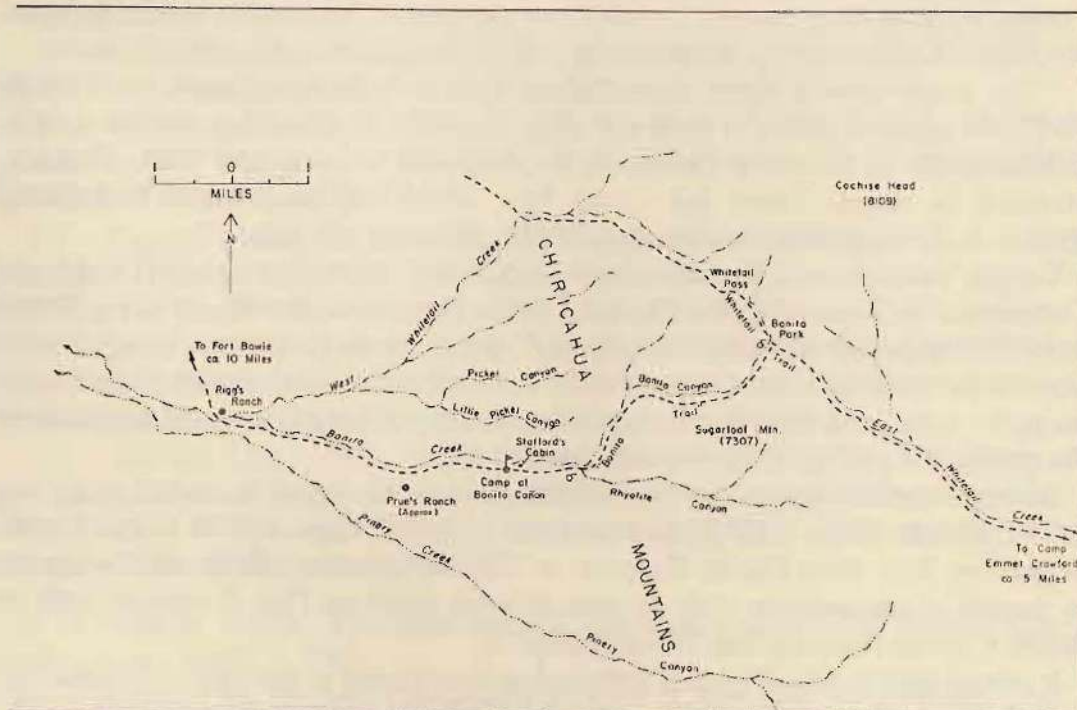 I 0 I
MILES
N
Cochise Head
(8109)
CHIRICAHUA
Whitetail
Pass
Whitetail
Trail
Bonita
Park
Whitetail
Creek
West
To Fort Bowie
ca. 10 Miles
Rigg's
Ranch
Picket Canyon
Little Picket Canyon
Bonita Canyon
Trail
Bonita
Sugarloaf Mtn.
(7307)
East
Whitetail
Creek
Bonita
Creek
Stafford's
Cabin
Camp at
Bonita Cañon
Prue's Ranch
(Approx.)
Rhyolite
Canyon
To Camp
Emmet Crawford
ca. 5 Miles
Pinery
Creek
MOUNTAINS
Pinery
Canyon